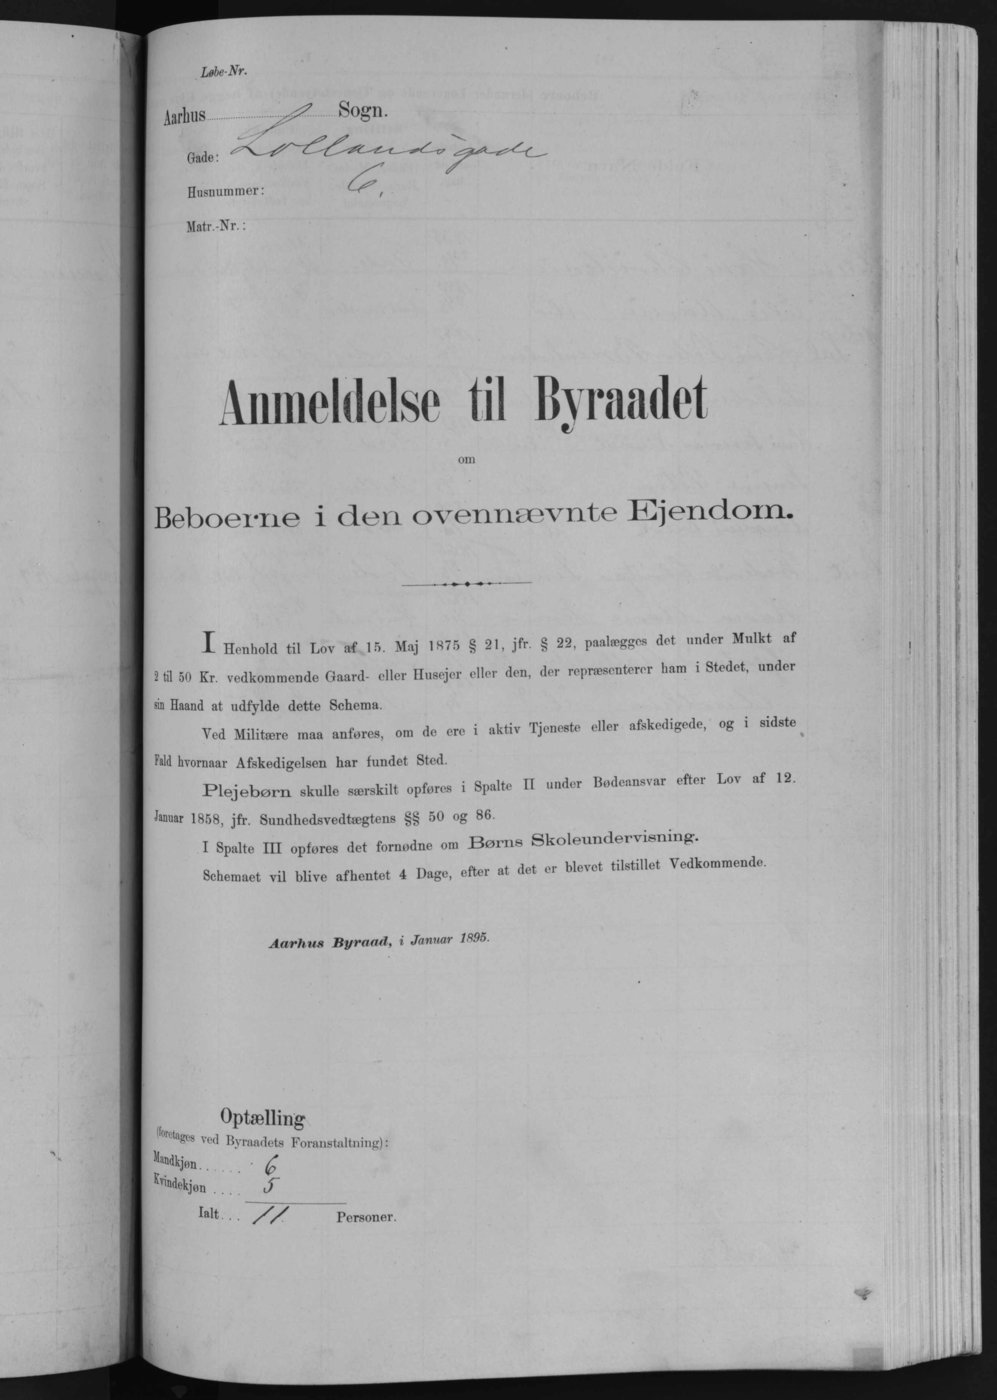 Løbe-Nr.
Aarhus Sogn.
Gade: Lollandsgade
Husnummer: 6.
Matr.-Nr.:
Anmeldelse til Byraadet
om
Beboerne i den ovennævnte Ejendom.
I Henhold til Lov af 15. Maj 1875 § 21, jfr. § 22, paalægges det under Mulkt af
2 til 50 Kr. vedkommende Gaard- eller Husejer eller den, der repræsenterer ham i Stedet, under
sin Haand at udfylde dette Schema.
Ved Militære maa anføres, om de ere i aktiv Tjeneste eller afskedigede, og i sidste
Fald hvornaar Afskedigelsen har fundet Sted.
Plejebørn skulle særskilt opføres i Spalte II under Bødeansvar efter Lov af 12.
Januar 1858, jfr. Sundhedsvedtægtens §§ 50 og 86.
I Spalte III opføres det fornødne om Børns Skoleundervisning.
Schemaet vil blive afhentet 4 Dage, efter at det er blevet tilstillet Vedkommende.
Aarhus Byraad, i Januar 1895.
Optælling
(foretages ved Byraadets Foranstaltning):
Mandkjøn...... 6
Kvindekjøn .... 5
Ialt... 11 Personer.